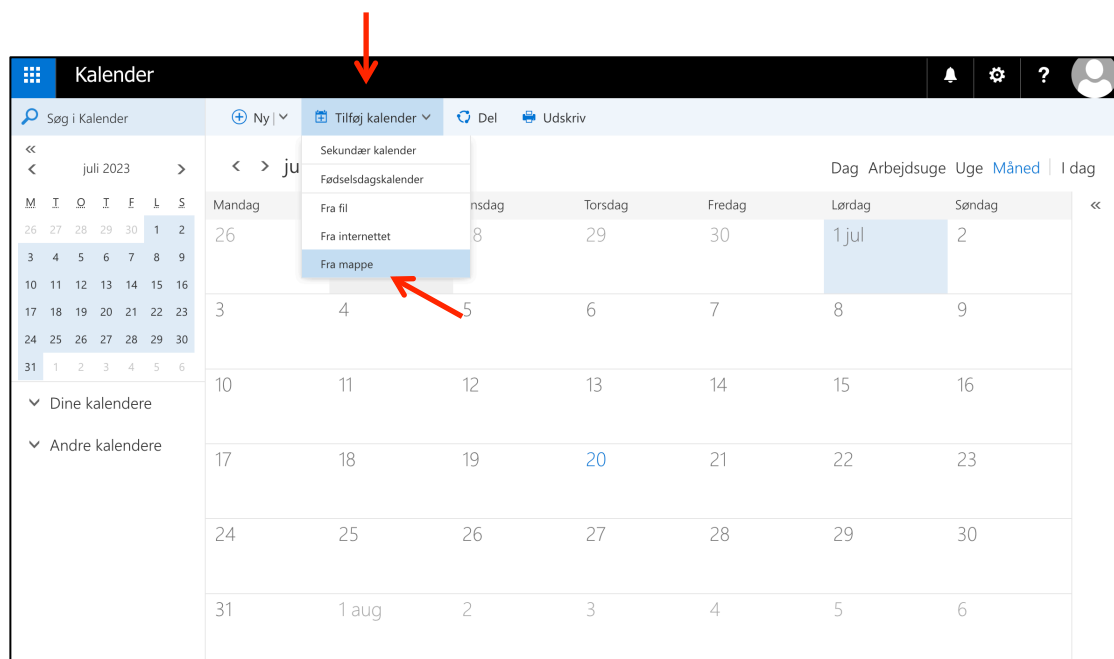 Kalender
?
Søg i Kalender
Ny
Tilføj kalender
Del
Udskriv
Sekundær kalender
Fødselsdagskalender
Fra fil
Fra internettet
Fra mappe
juli 2023
M T O T F L S
26 27 28 29 30 1 2
3 4 5 6 7 8 9
10 11 12 13 14 15 16
17 18 19 20 21 22 23
24 25 26 27 28 29 30
31 1 2 3 4 5 6
Dine kalendere
Andre kalendere
ju
Dag Arbejdsuge Uge Måned I dag
Mandag nsdag Torsdag Fredag Lørdag Søndag
26 8 29 30 1 jul 2
3 4 5 6 7 8 9
10 11 12 13 14 15 16
17 18 19 20 21 22 23
24 25 26 27 28 29 30
31 1 aug 2 3 4 5 6